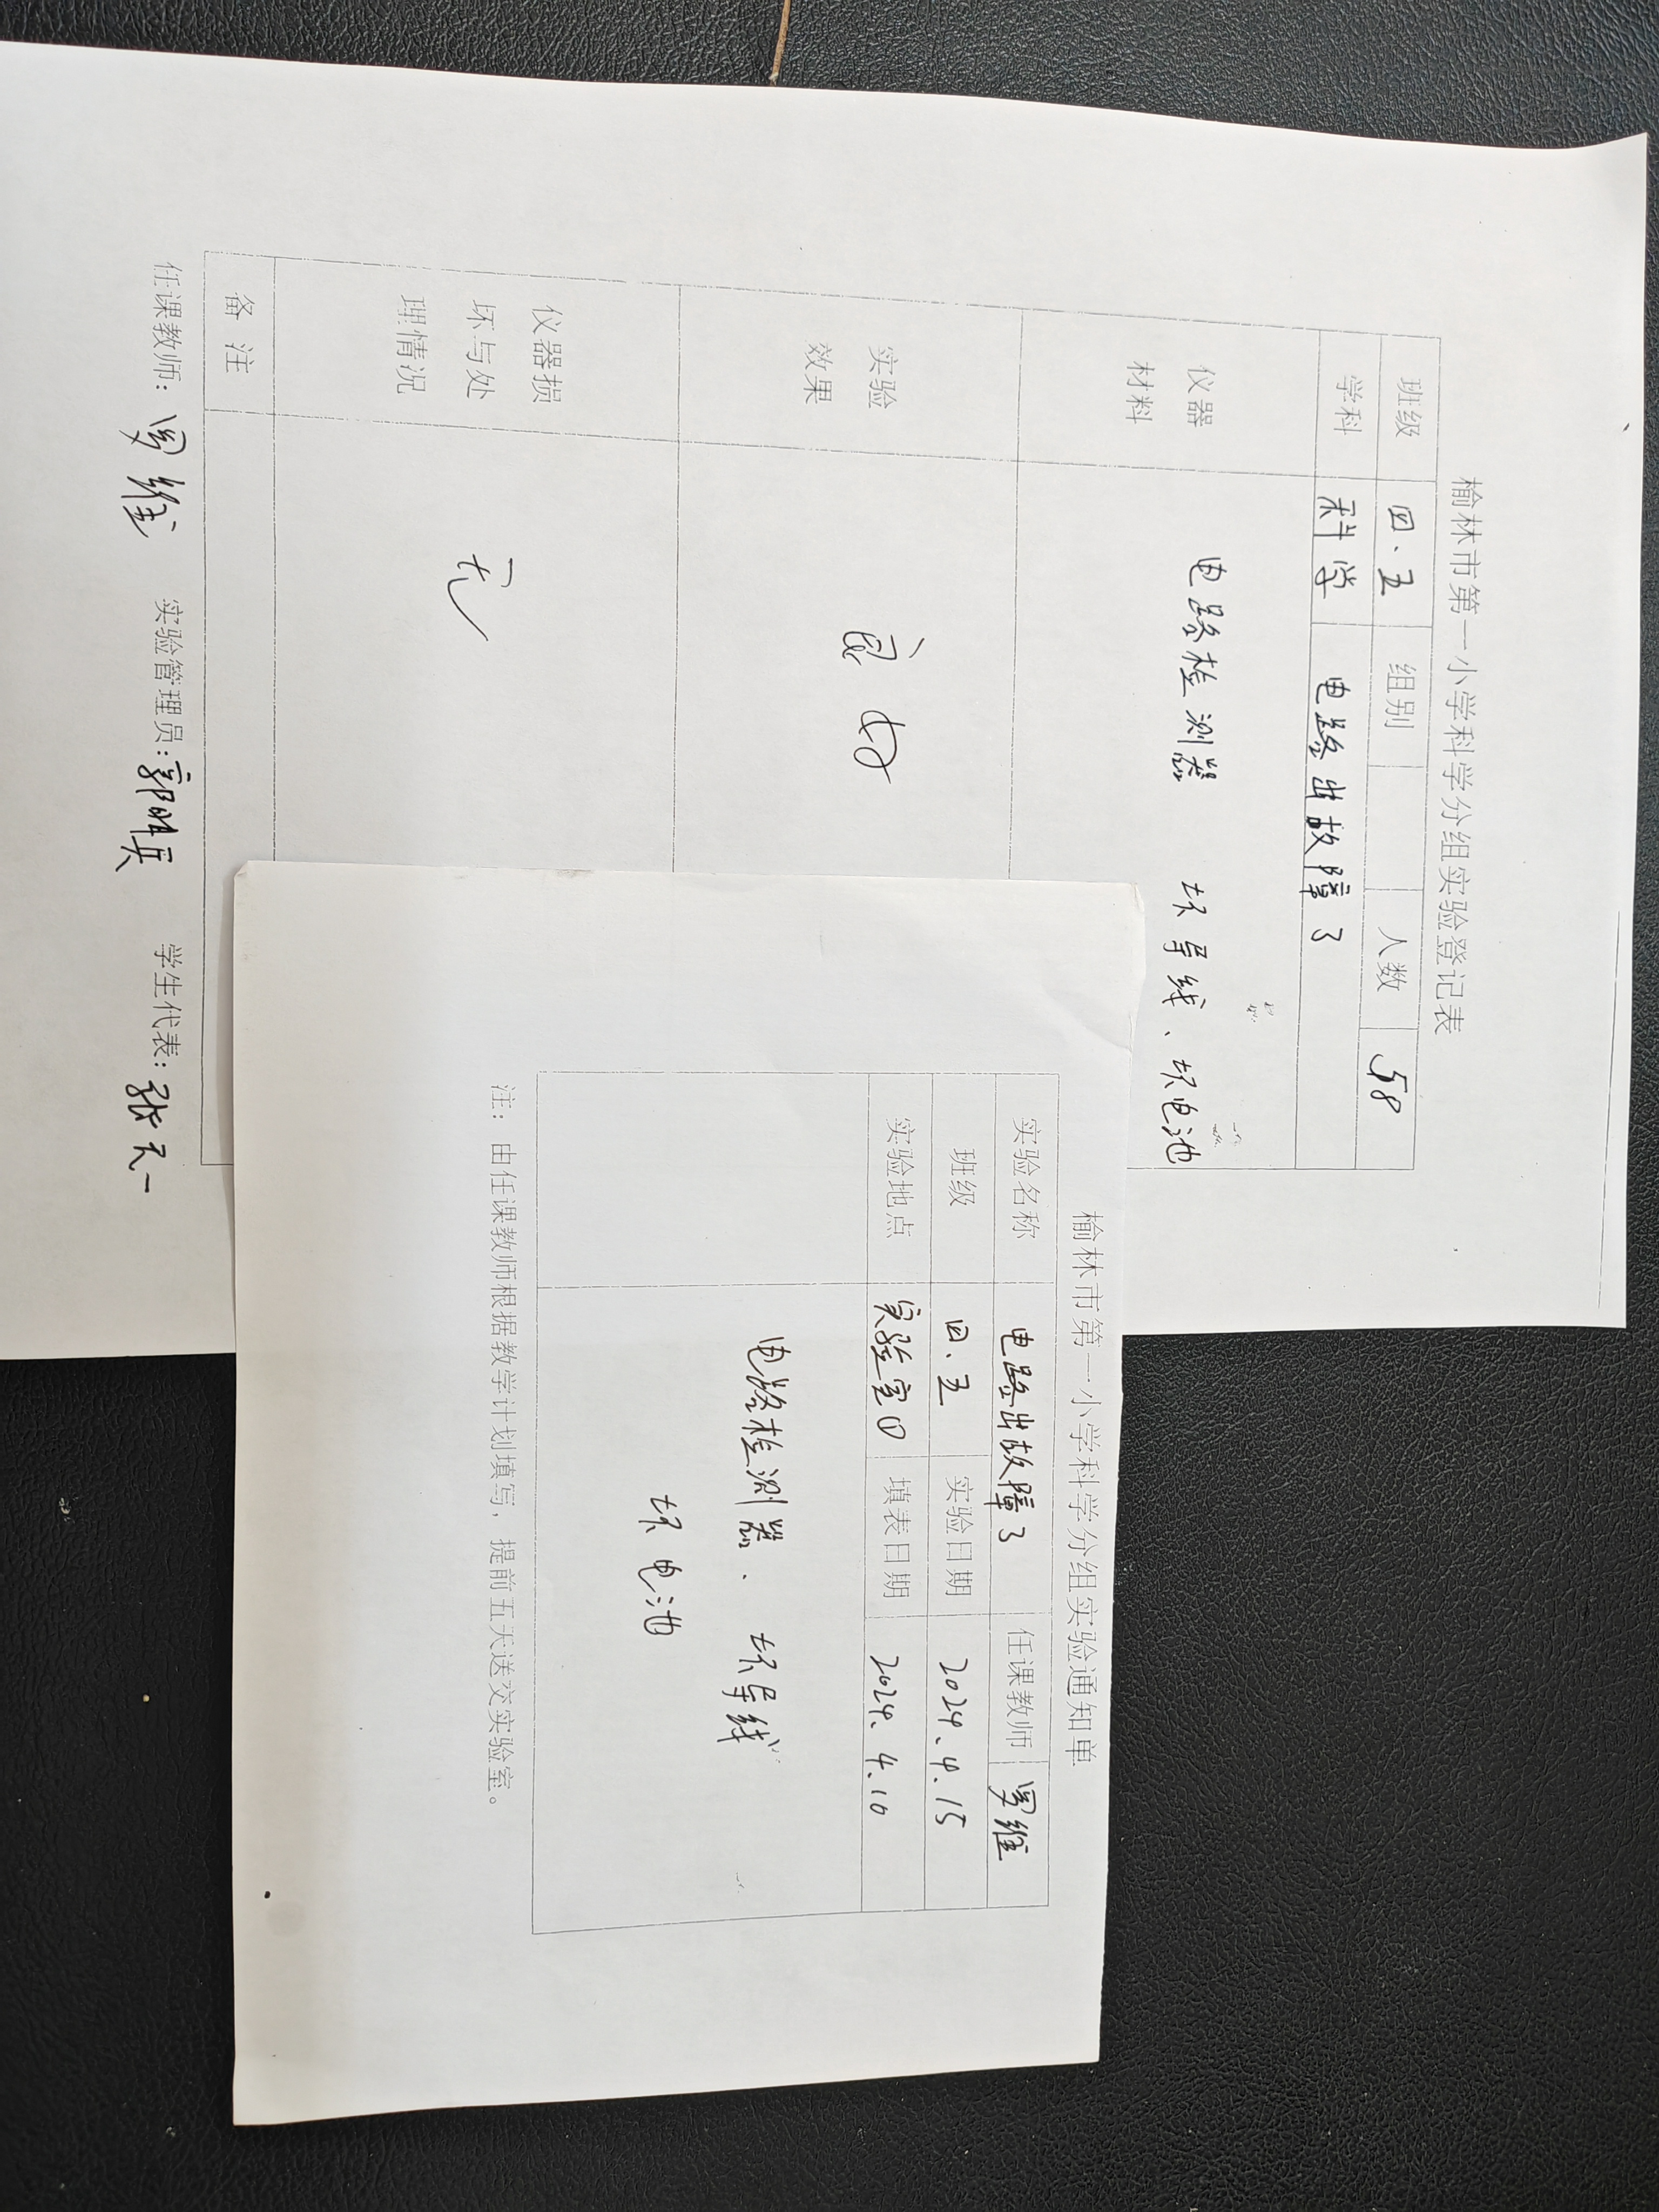 榆林市第一小学科学分组实验登记表
班级 四.五 组别 人数 58
学科 科学 电路出故障了
仪器 电路检测器 坏导线、坏电池
材料
实验 良好
效果
仪器损 无
坏与处
理情况
备 注
任课教师： 罗维 实验管理员：郭明兵 学生代表：张天一
榆林市第一小学科学分组实验通知单
实验名称 电路出故障了 任课教师 罗维
班级 四.五 实验日期 2024.4.15
实验地点 实验室① 填表日期 2024.4.10
电路检测器、坏导线
坏电池
注：由任课教师根据教学计划填写，提前五天送交实验室。